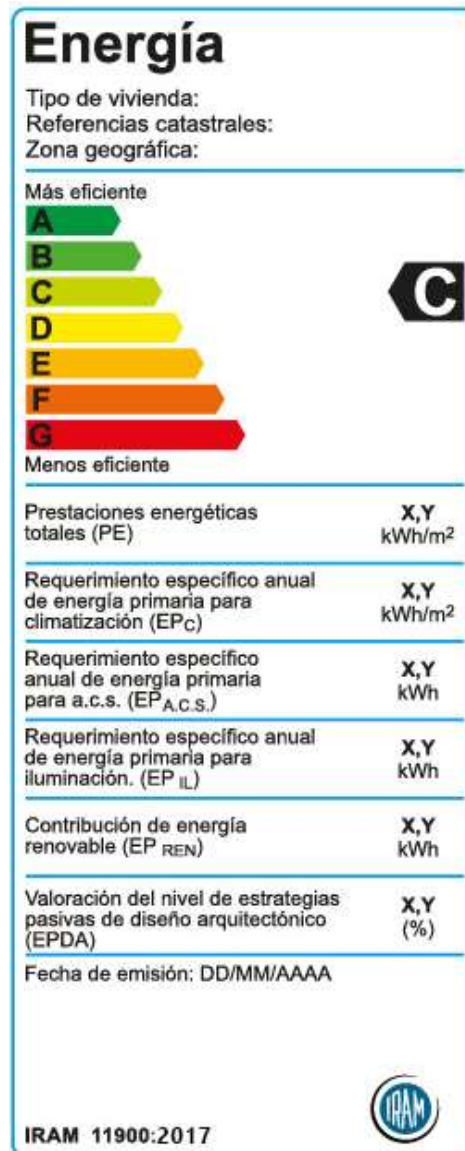 Energía
Tipo de vivienda:
Referencias catastrales:
Zona geográfica:
Más eficiente
A
B
C
C
D
E
F
G
Menos eficiente
Prestaciones energéticas
totales (PE)
X,Y
kWh/m²
Requerimiento específico anual
de energía primaria para
climatización (EPC)
X,Y
kWh/m²
Requerimiento específico
anual de energía primaria
para a.c.s. (EPA.C.S.)
X,Y
kWh
Requerimiento específico anual
de energía primaria para
iluminación. (EP IL)
X,Y
kWh
Contribución de energía
renovable (EP REN)
X,Y
kWh
Valoración del nivel de estrategias
pasivas de diseño arquitectónico
(EPDA)
X,Y
(%)
Fecha de emisión: DD/MM/AAAA
IRAM
IRAM 11900:2017